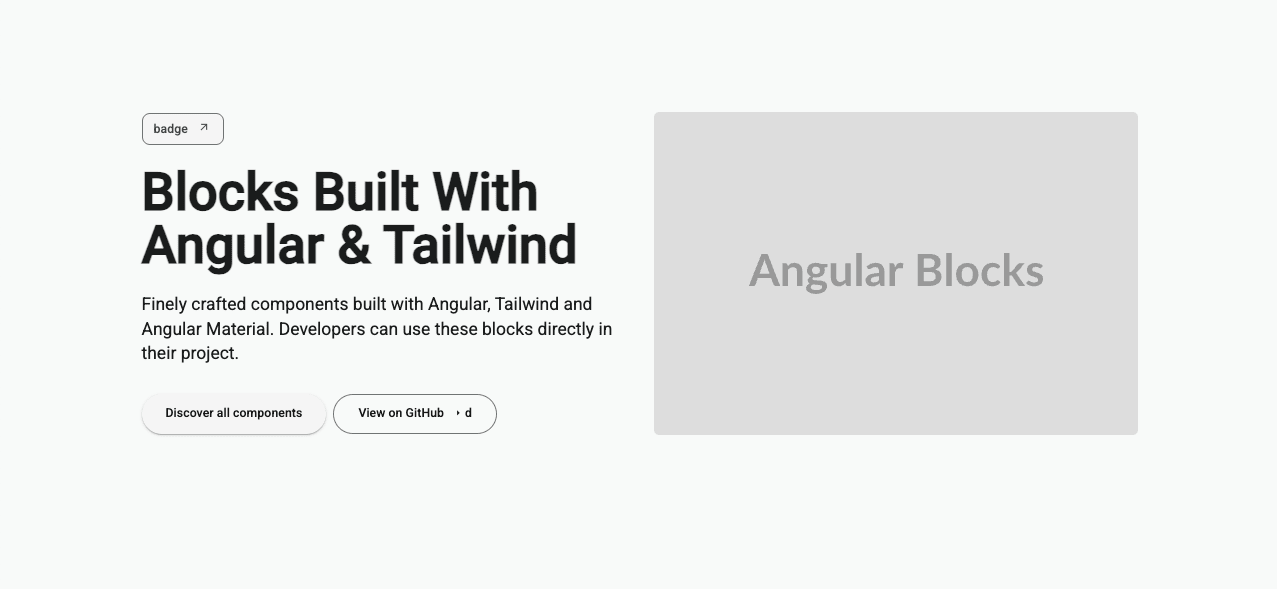 badge
Blocks Built With
Angular & Tailwind
Finely crafted components built with Angular, Tailwind and
Angular Material. Developers can use these blocks directly in
their project.
Discover all components
View on GitHub d
Angular Blocks